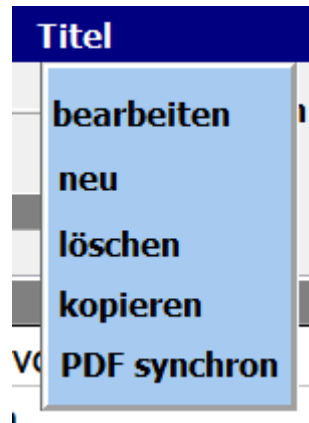 Titel
bearbeiten
neu
löschen
kopieren
PDF synchron